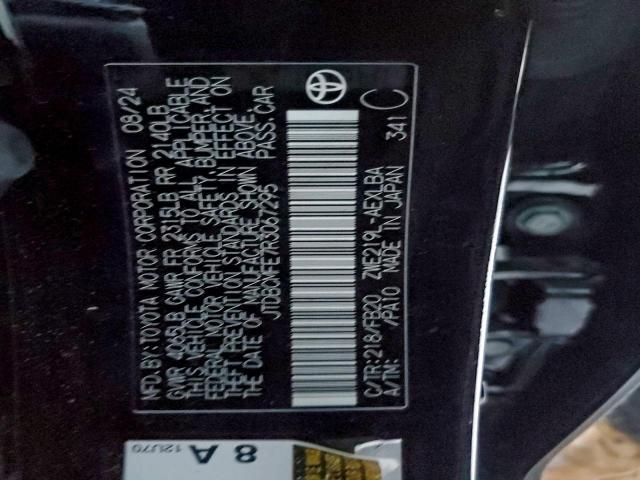 MFD. BY: TOYOTA MOTOR CORPORATION 08/24
GVWR 4065LB GAWR FR 2315LB RR 2140LB
THIS VEHICLE CONFORMS TO ALL APPLICABLE
FEDERAL MOTOR VEHICLE SAFETY, BUMPER, AND
THEFT PREVENTION STANDARDS IN EFFECT ON
THE DATE OF MANUFACTURE SHOWN ABOVE.
PASS. CAR
C/TR: 218/FB20 ZWE219L-AEXLBA
A/TM: /PA10 MADE IN JAPAN 341 C
8 A
12U70